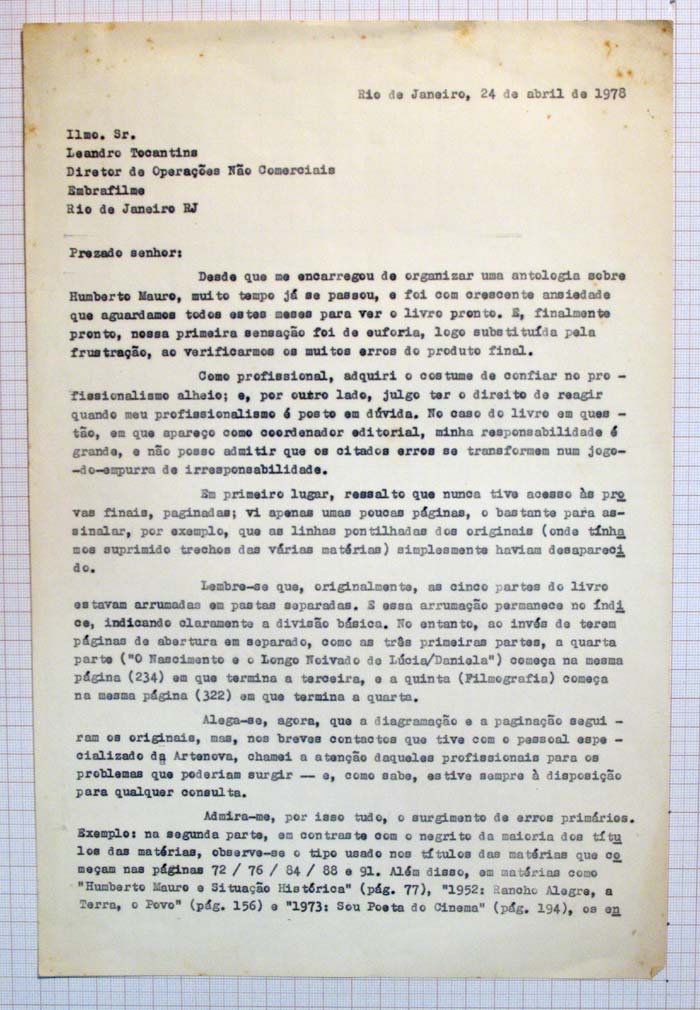 Rio de Janeiro, 24 de abril de 1978
Ilmo. Sr.
Leandro Tocantins
Diretor de Operações Não Comerciais
Embrafilme
Rio de Janeiro RJ
Prezado senhor:
Desde que me encarregou de organizar uma antologia sobre
Humberto Mauro, muito tempo já se passou, e foi com crescente ansiedade
que aguardamos todos estes meses para ver o livro pronto. E, finalmente
pronto, nossa primeira sensação foi de euforia, logo substituída pela
frustração, ao verificarmos os muitos erros do produto final.
Como profissional, adquiri o costume de confiar no pro -
fissionalismo alheio; e, por outro lado, julgo ter o direito de reagir
quando meu profissionalismo é posto em dúvida. No caso do livro em ques -
tão, em que apareço como coordenador editorial, minha responsabilidade é
grande, e não posso admitir que os citados erros se transformem num jogo-
-do-empurra de irresponsabilidade.
Em primeiro lugar, ressalto que nunca tive acesso às pro
vas finais, paginadas; vi apenas umas poucas páginas, o bastante para as-
sinalar, por exemplo, que as linhas pontilhadas dos originais (onde tínha
mos suprimido trechos das várias matérias) simplesmente haviam desapareci
do.
Lembre-se que, originalmente, as cinco partes do livro
estavam arrumadas em pastas separadas. E essa arrumação permanece no índi
ce, indicando claramente a divisão básica. No entanto, ao invés de terem
páginas de abertura em separado, como as três primeiras partes, a quarta
parte ("O Nascimento e o Longo Noivado de Lúcia/Daniela") começa na mesma
página (234) em que termina a terceira, e a quinta (Filmografia) começa
na mesma página (322) em que termina a quarta.
Alega-se, agora, que a diagramação e a paginação segui -
ram os originais, mas, nos breves contactos que tive com o pessoal espe -
cializado da Artenova, chamei a atenção daqueles profissionais para os
problemas que poderiam surgir -- e, como sabe, estive sempre à disposição
para qualquer consulta.
Admira-me, por isso tudo, o surgimento de erros primários.
Exemplo: na segunda parte, em contraste com o negrito da maioria dos títu
los das matérias, observe-se o tipo usado nos títulos das matérias que co
meçam nas páginas 72 / 76 / 84 / 88 e 91. Além disso, em matérias como
"Humberto Mauro e Situação Histórica" (pág. 77), "1952: Rancho Alegre, a
Terra, o Povo" (pág. 156) e "1973: Sou Poeta do Cinema" (pág. 194), os en